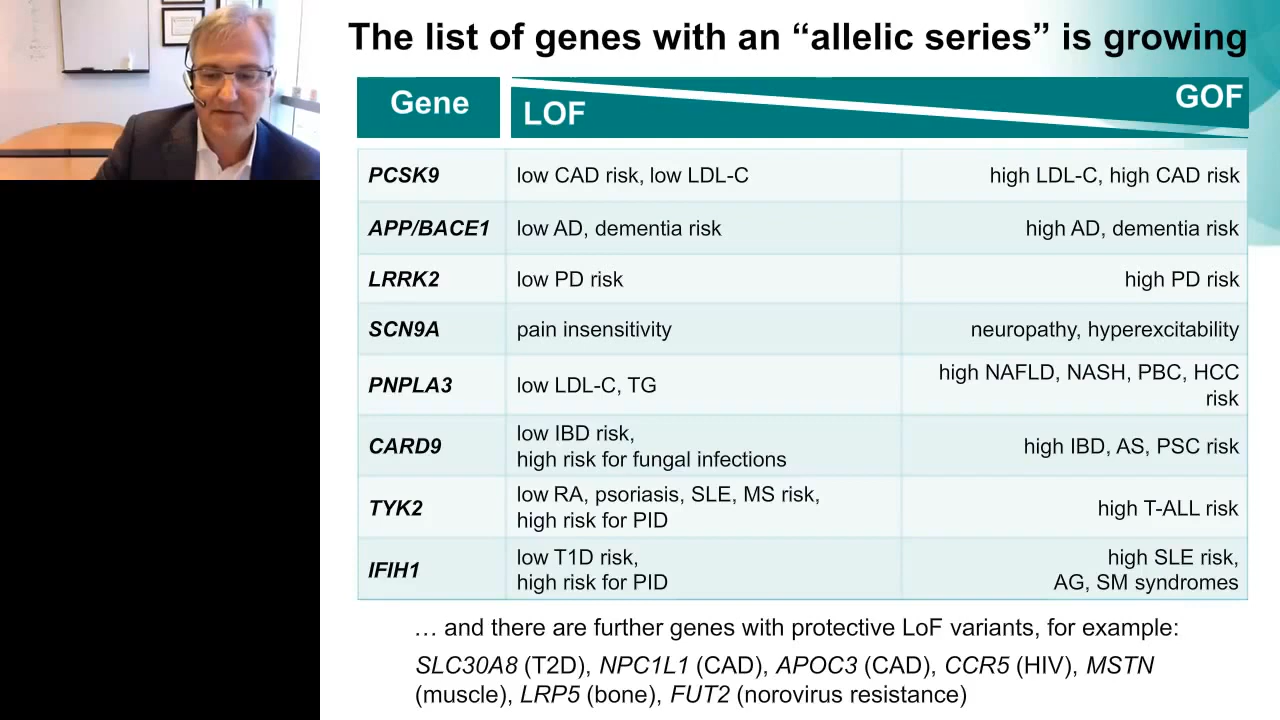 The list of genes with an “allelic series” is growing
Gene
LOF
GOF
PCSK9
low CAD risk, low LDL-C
high LDL-C, high CAD risk
APP/BACE1
low AD, dementia risk
high AD, dementia risk
LRRK2
low PD risk
high PD risk
SCN9A
pain insensitivity
neuropathy, hyperexcitability
PNPLA3
low LDL-C, TG
high NAFLD, NASH, PBC, HCC
risk
CARD9
low IBD risk,
high risk for fungal infections
high IBD, AS, PSC risk
TYK2
low RA, psoriasis, SLE, MS risk,
high risk for PID
high T-ALL risk
IFIH1
low T1D risk,
high risk for PID
high SLE risk,
AG, SM syndromes
… and there are further genes with protective LoF variants, for example:
SLC30A8 (T2D), NPC1L1 (CAD), APOC3 (CAD), CCR5 (HIV), MSTN
(muscle), LRP5 (bone), FUT2 (norovirus resistance)